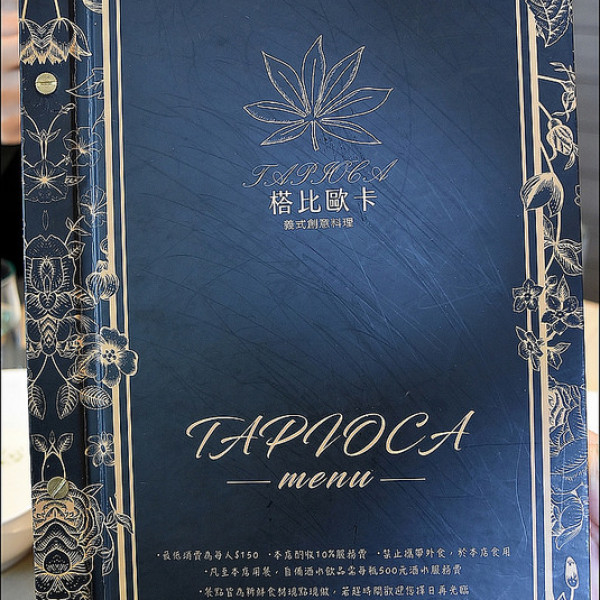 TAPIOCA
榙比歐卡
義式創意料理
TAPIOCA
menu
·最低消費為每人$150 ·本店酌收10%服務費 ·禁止攜帶外食，於本店食用
·凡至本店用餐，自備酒水飲品需每瓶500元酒水服務費
·餐點皆為新鮮食材現點現做，若趕時間歡迎您擇日再光臨